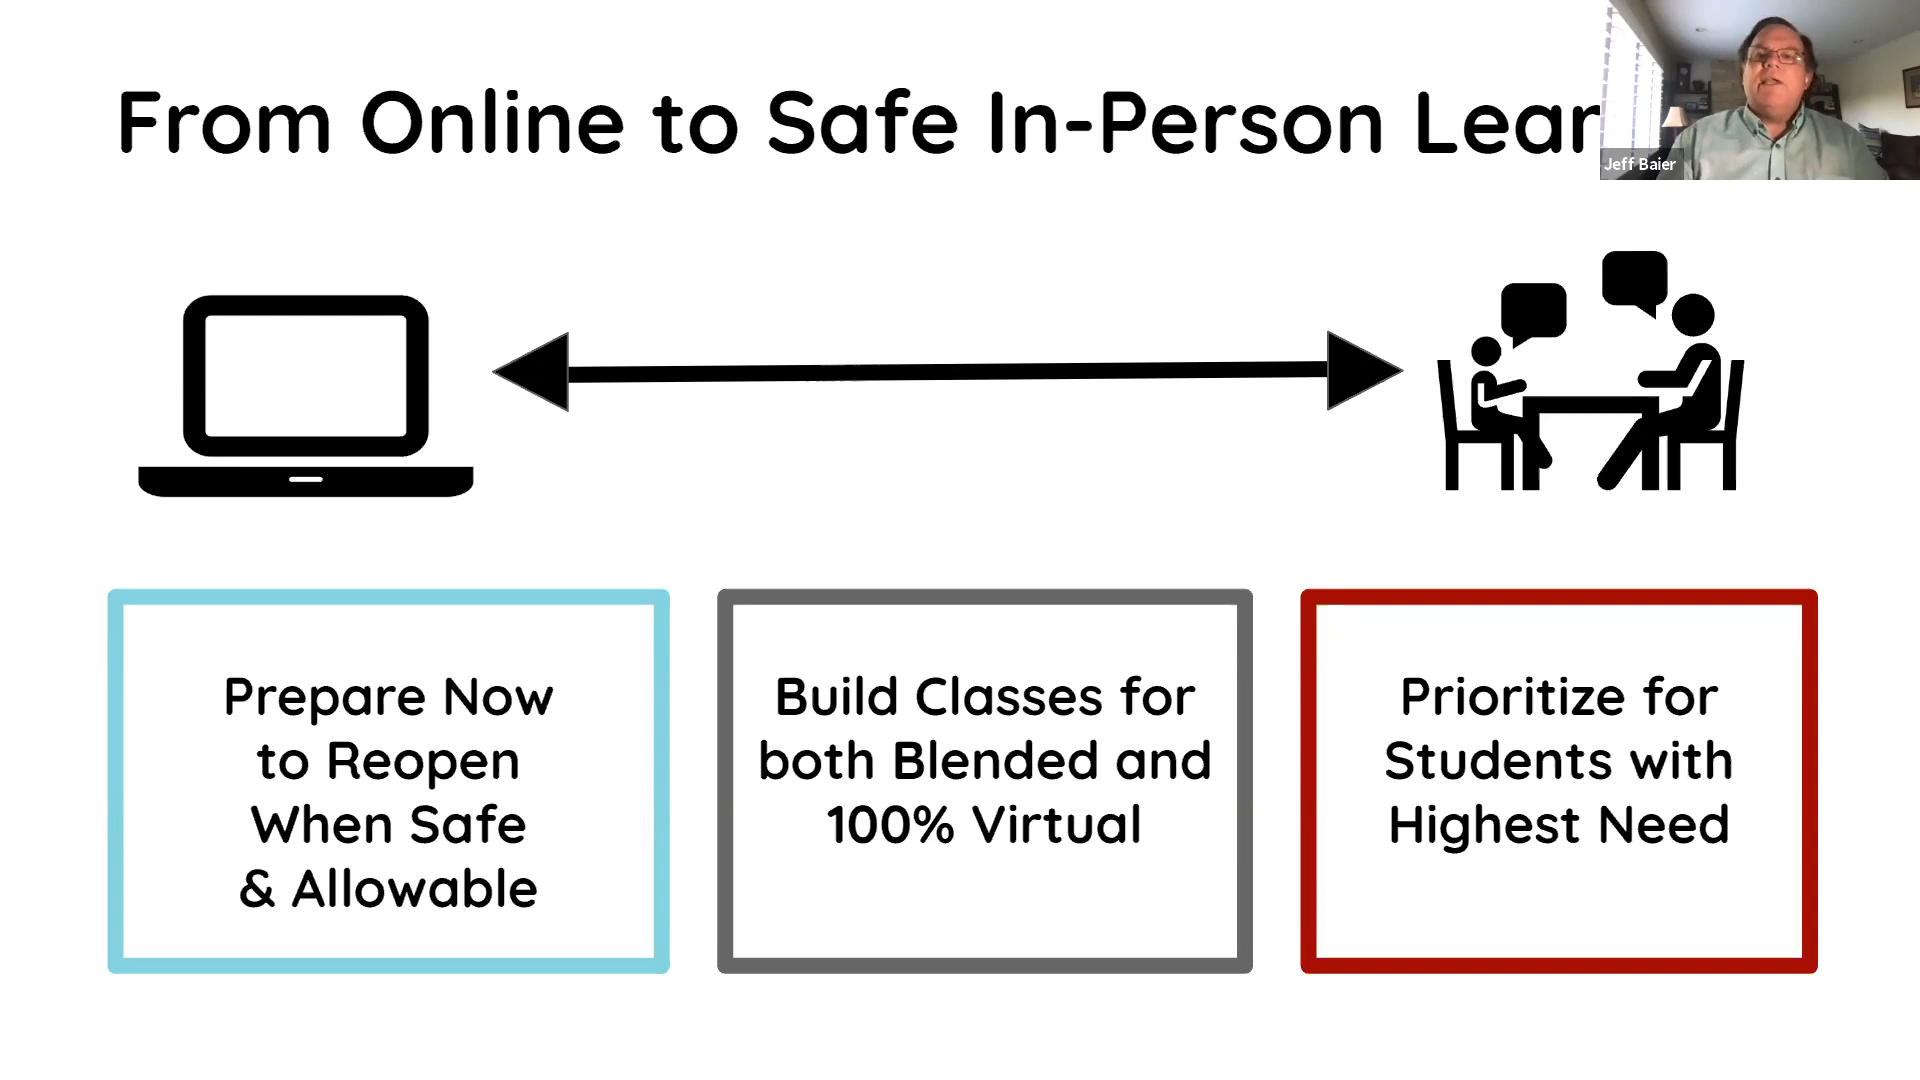 From Online to Safe In-Person Lear
Jeff Baier
Prepare Now
to Reopen
When Safe
& Allowable
Build Classes for
both Blended and
100% Virtual
Prioritize for
Students with
Highest Need